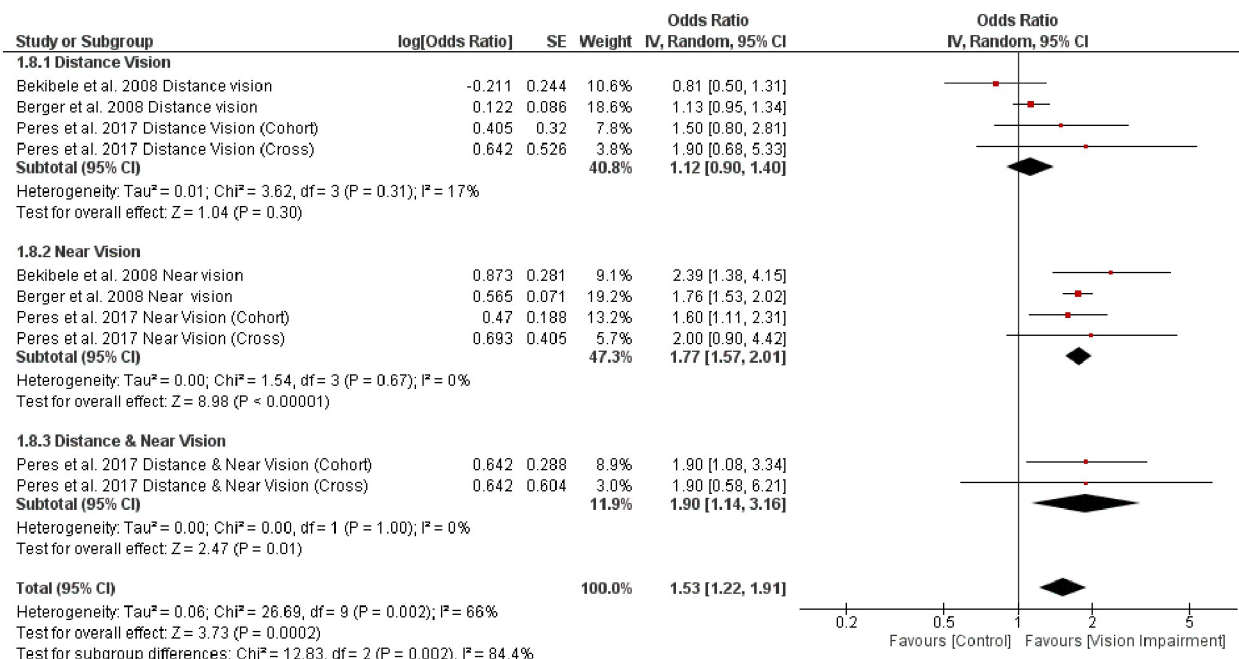 Odds Ratio Odds Ratio
Study or Subgroup log[Odds Ratio] SE Weight IV, Random, 95% CI IV, Random, 95% CI
1.8.1 Distance Vision
Bekibele et al. 2008 Distance vision -0.211 0.244 10.6% 0.81 [0.50, 1.31]
Berger et al. 2008 Distance vision 0.122 0.086 18.6% 1.13 [0.95, 1.34]
Peres et al. 2017 Distance Vision (Cohort) 0.405 0.32 7.8% 1.50 [0.80, 2.81]
Peres et al. 2017 Distance Vision (Cross) 0.642 0.526 3.8% 1.90 [0.68, 5.33]
Subtotal (95% CI) 40.8% 1.12 [0.90, 1.40]
Heterogeneity: Tau² = 0.01; Chi² = 3.62, df = 3 (P = 0.31); I² = 17%
Test for overall effect: Z = 1.04 (P = 0.30)
1.8.2 Near Vision
Bekibele et al. 2008 Near vision 0.873 0.281 9.1% 2.39 [1.38, 4.15]
Berger et al. 2008 Near vision 0.565 0.071 19.2% 1.76 [1.53, 2.02]
Peres et al. 2017 Near Vision (Cohort) 0.47 0.188 13.2% 1.60 [1.11, 2.31]
Peres et al. 2017 Near Vision (Cross) 0.693 0.405 5.7% 2.00 [0.90, 4.42]
Subtotal (95% CI) 47.3% 1.77 [1.57, 2.01]
Heterogeneity: Tau² = 0.00; Chi² = 1.54, df = 3 (P = 0.67); I² = 0%
Test for overall effect: Z = 8.98 (P < 0.00001)
1.8.3 Distance & Near Vision
Peres et al. 2017 Distance & Near Vision (Cohort) 0.642 0.288 8.9% 1.90 [1.08, 3.34]
Peres et al. 2017 Distance & Near Vision (Cross) 0.642 0.604 3.0% 1.90 [0.58, 6.21]
Subtotal (95% CI) 11.9% 1.90 [1.14, 3.16]
Heterogeneity: Tau² = 0.00; Chi² = 0.00, df = 1 (P = 1.00); I² = 0%
Test for overall effect: Z = 2.47 (P = 0.01)
Total (95% CI) 100.0% 1.53 [1.22, 1.91]
Heterogeneity: Tau² = 0.06; Chi² = 26.69, df = 9 (P = 0.002); I² = 66%
Test for overall effect: Z = 3.73 (P = 0.0002)
Test for subgroup differences: Chi² = 12.83, df = 2 (P = 0.002), I² = 84.4%
0.2 0.5 1 2 5
Favours [Control] Favours [Vision Impairment]